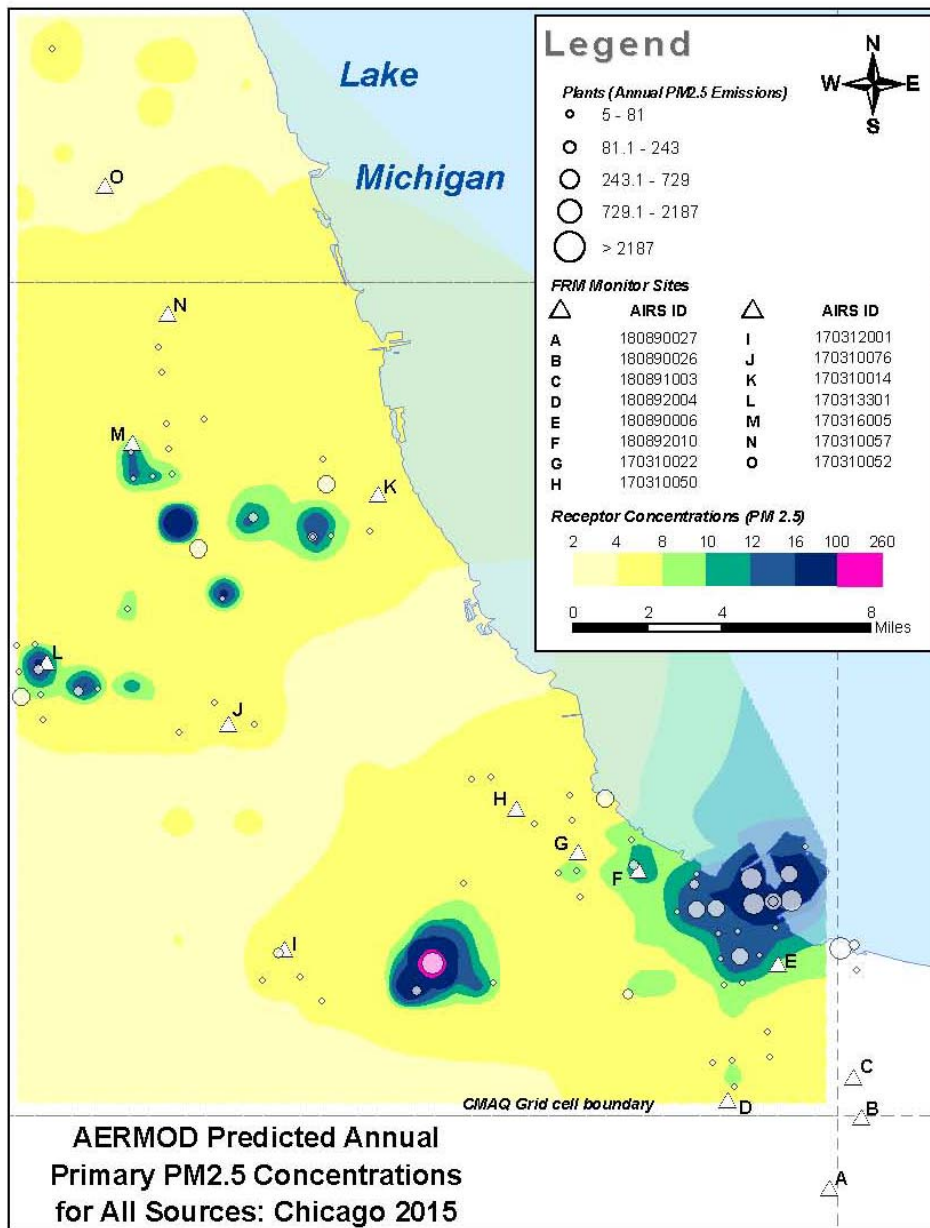 Lake
Michigan
Legend
N
W E
S
Plants (Annual PM2.5 Emissions)
5 - 81
81.1 - 243
243.1 - 729
729.1 - 2187
> 2187
FRM Monitor Sites
AIRS ID AIRS ID
A 180890027 I 170312001
B 180890026 J 170310076
C 180891003 K 170310014
D 180892004 L 170313301
E 180890006 M 170316005
F 180892010 N 170310057
G 170310022 O 170310052
H 170310050
Receptor Concentrations (PM 2.5)
2 4 8 10 12 16 100 260
0 2 4 8
Miles
O
N
M
K
L
J
H
G
F
I
E
C
D
B
A
CMAQ Grid cell boundary
AERMOD Predicted Annual
Primary PM2.5 Concentrations
for All Sources: Chicago 2015